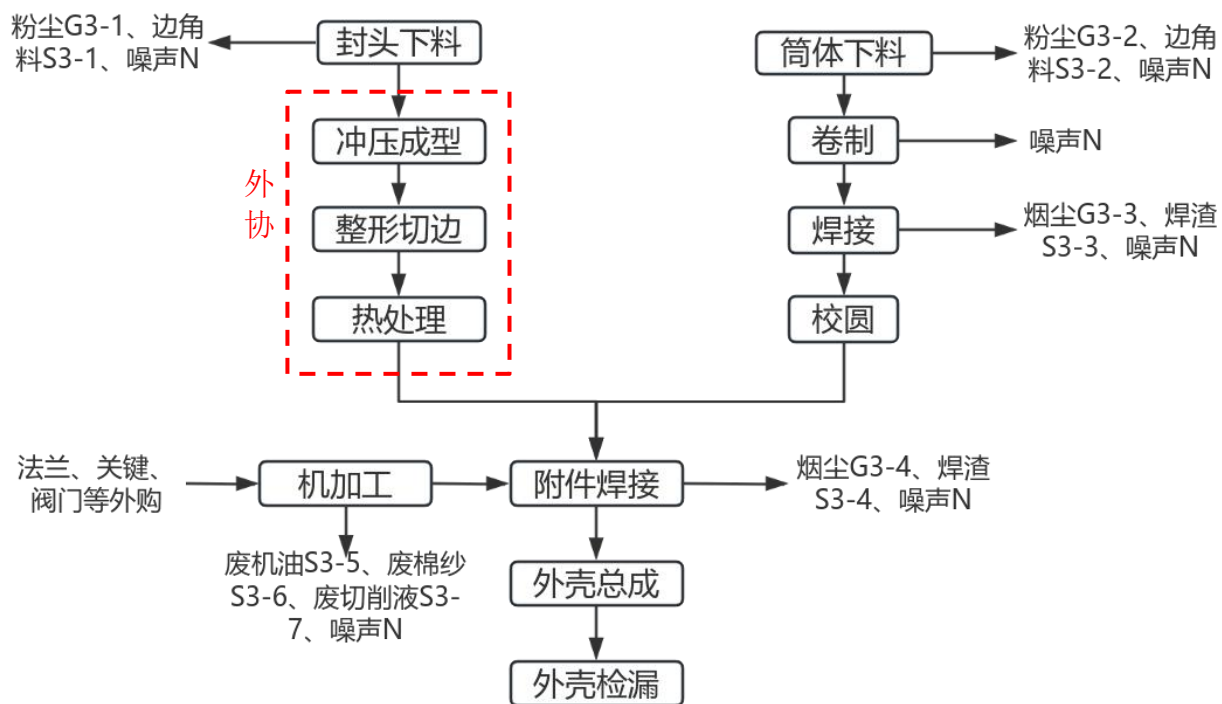 粉尘G3-1、边角
料S3-1、噪声N
封头下料
筒体下料
粉尘G3-2、边角
料S3-2、噪声N
外
协
冲压成型
卷制
噪声N
整形切边
焊接
烟尘G3-3、焊渣
S3-3、噪声N
热处理
校圆
法兰、关键、
阀门等外购
机加工
附件焊接
烟尘G3-4、焊渣
S3-4、噪声N
废机油S3-5、废棉纱
S3-6、废切削液S3-
7、噪声N
外壳总成
外壳检漏